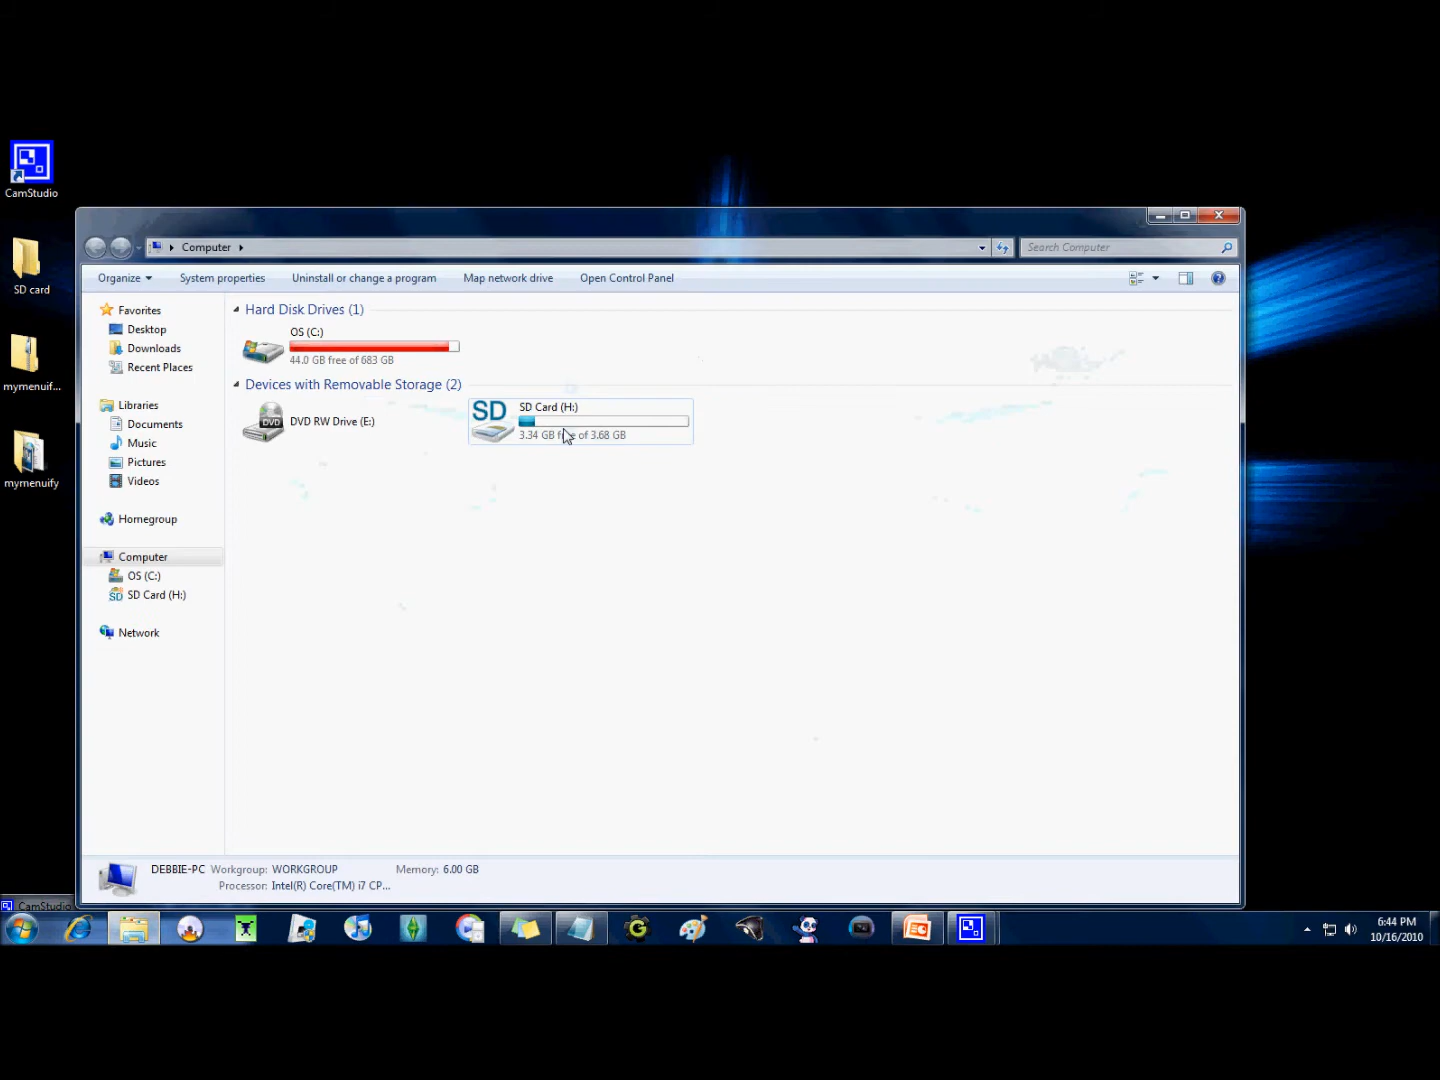 CamStudio
SD card
mymenuif...
mymenuify
Computer
Search Computer
Organize
System properties
Uninstall or change a program
Map network drive
Open Control Panel
Favorites
Desktop
Downloads
Recent Places
Libraries
Documents
Music
Pictures
Videos
Homegroup
Computer
OS (C:)
SD Card (H:)
Network
Hard Disk Drives (1)
OS (C:)
44.0 GB free of 683 GB
Devices with Removable Storage (2)
DVD
DVD RW Drive (E:)
SD
SD Card (H:)
3.34 GB free of 3.68 GB
DEBBIE-PC Workgroup: WORKGROUP Memory: 6.00 GB
Processor: Intel(R) Core(TM) i7 CP...
CamStudio
6:44 PM
10/16/2010